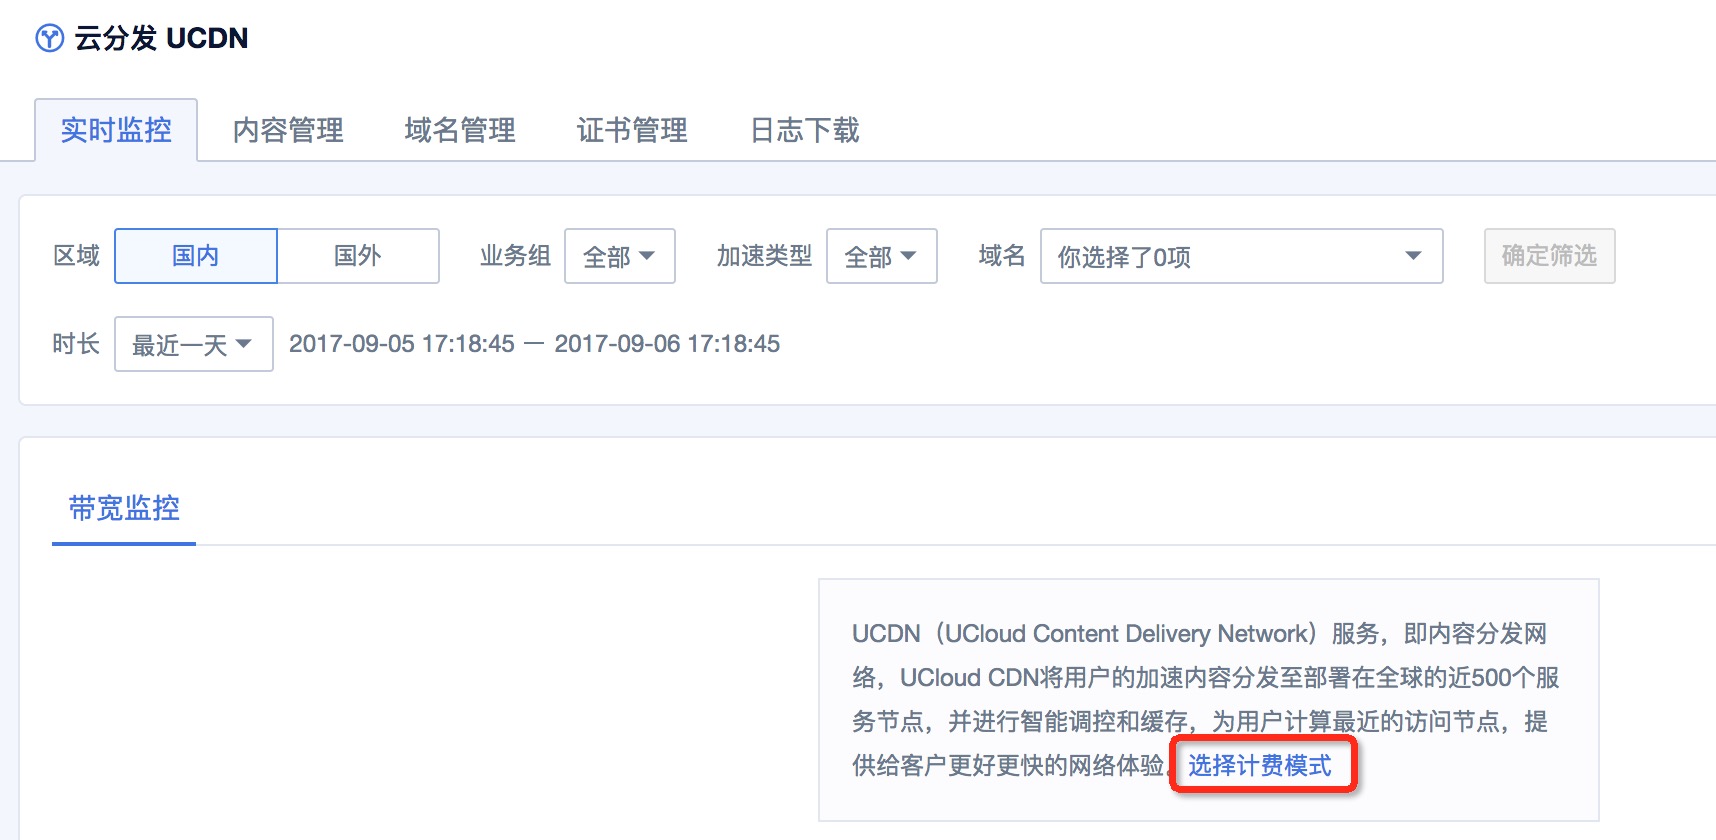 云分发 UCDN
实时监控 内容管理 域名管理 证书管理 日志下载
区域 国内 国外 业务组 全部 加速类型 全部 域名 你选择了0项 确定筛选
时长 最近一天 2017-09-05 17:18:45 — 2017-09-06 17:18:45
带宽监控
UCDN（UCloud Content Delivery Network）服务，即内容分发网
络，UCloud CDN将用户的加速内容分发至部署在全球的近500个服
务节点，并进行智能调控和缓存，为用户计算最近的访问节点，提
供给客户更好更快的网络体验。选择计费模式